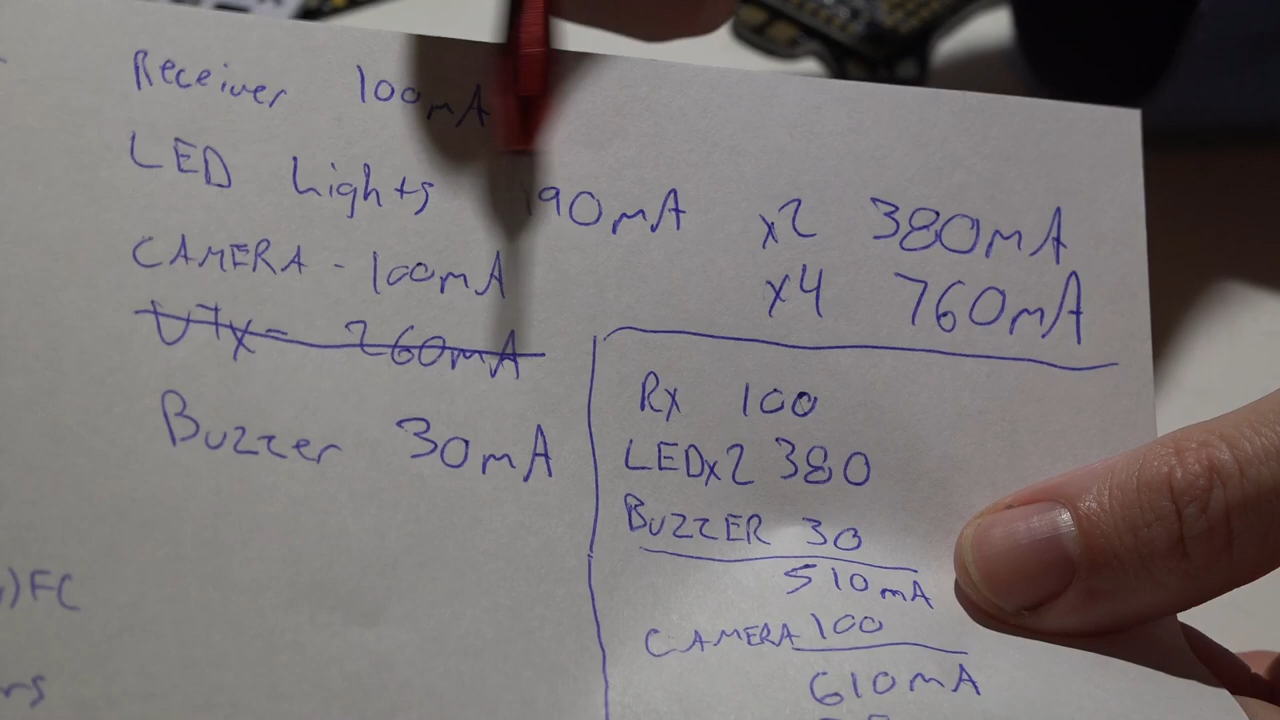 Receiver 100mA
LED Lights 190mA x2 380mA
x4 760mA
CAMERA - 100mA
VTx - 260mA
Buzzer 30mA
Rx 100
LEDx2 380
BUZZER 30
510mA
CAMERA 100
610mA
)FC
rs